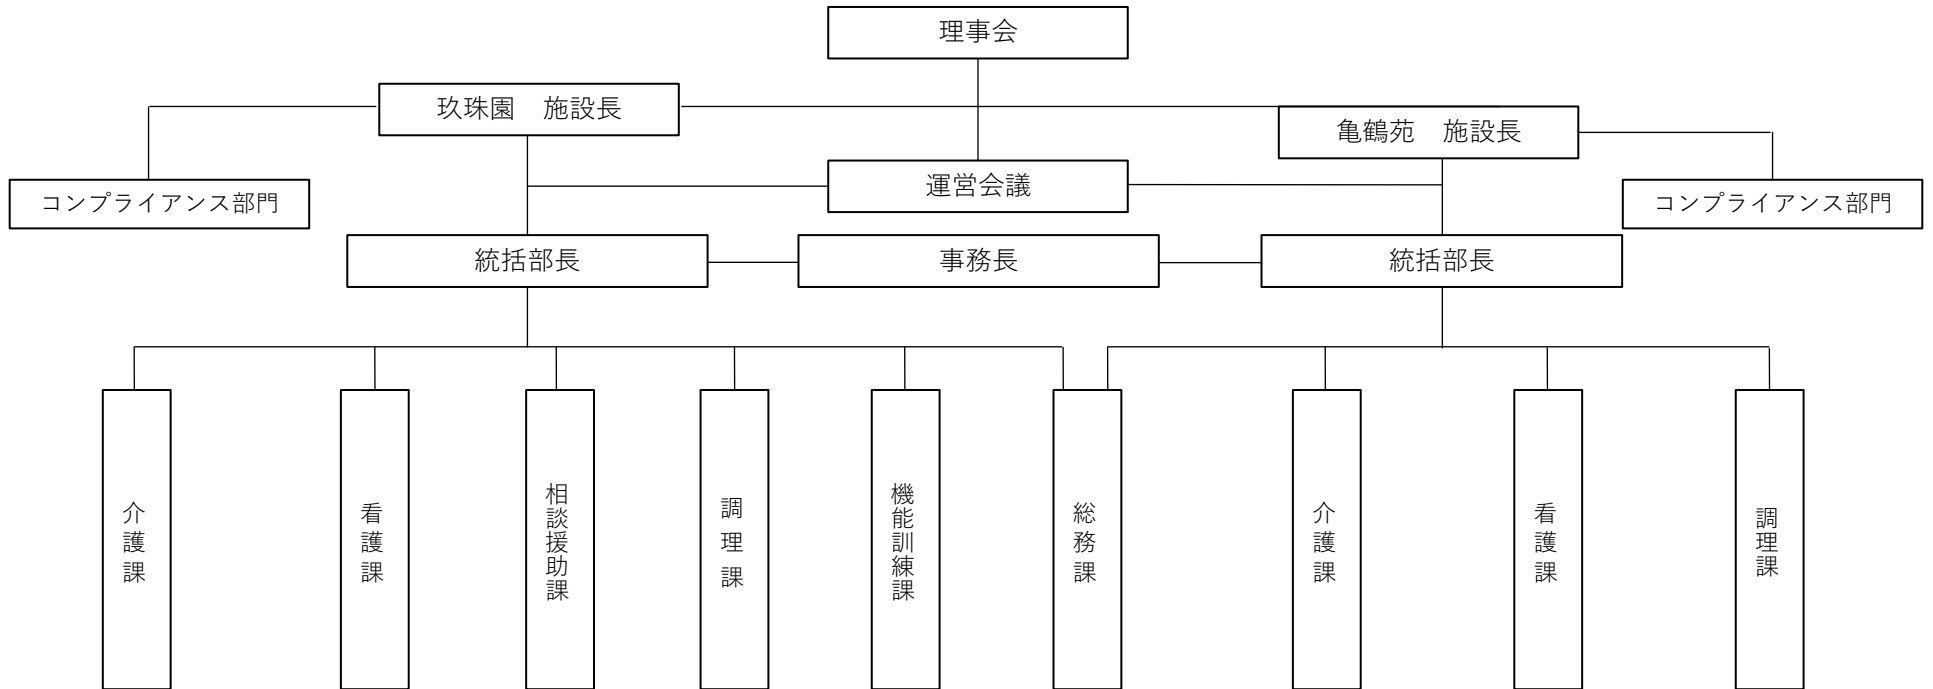 理事会
玖珠園　施設長
亀鶴苑　施設長
運営会議
コンプライアンス部門
コンプライアンス部門
統括部長
事務長
統括部長
介護課
看護課
相談援助課
調理課
機能訓練課
総務課
介護課
看護課
調理課